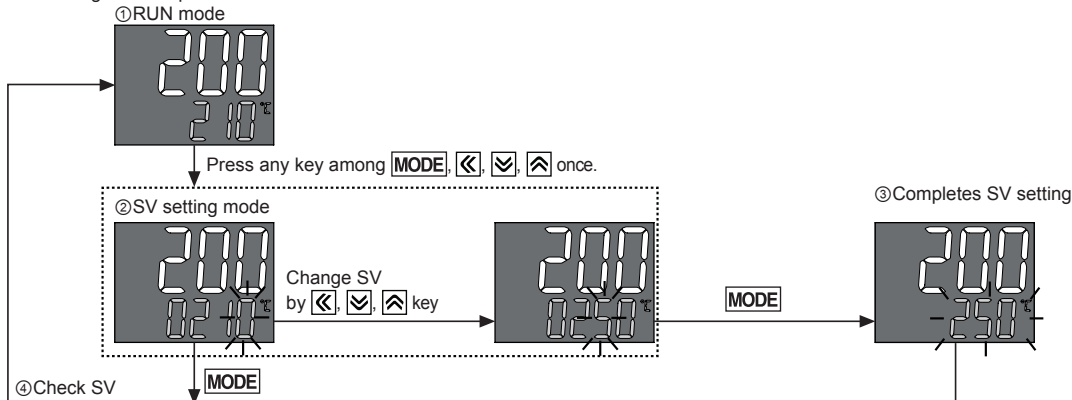 ①RUN mode
200
210 °C
Press any key among MODE, «, , once.
②SV setting mode
200
0210 °C
Change SV
by «, , key
200
0250 °C
MODE
③Completes SV setting
200
250 °C
MODE
④Check SV